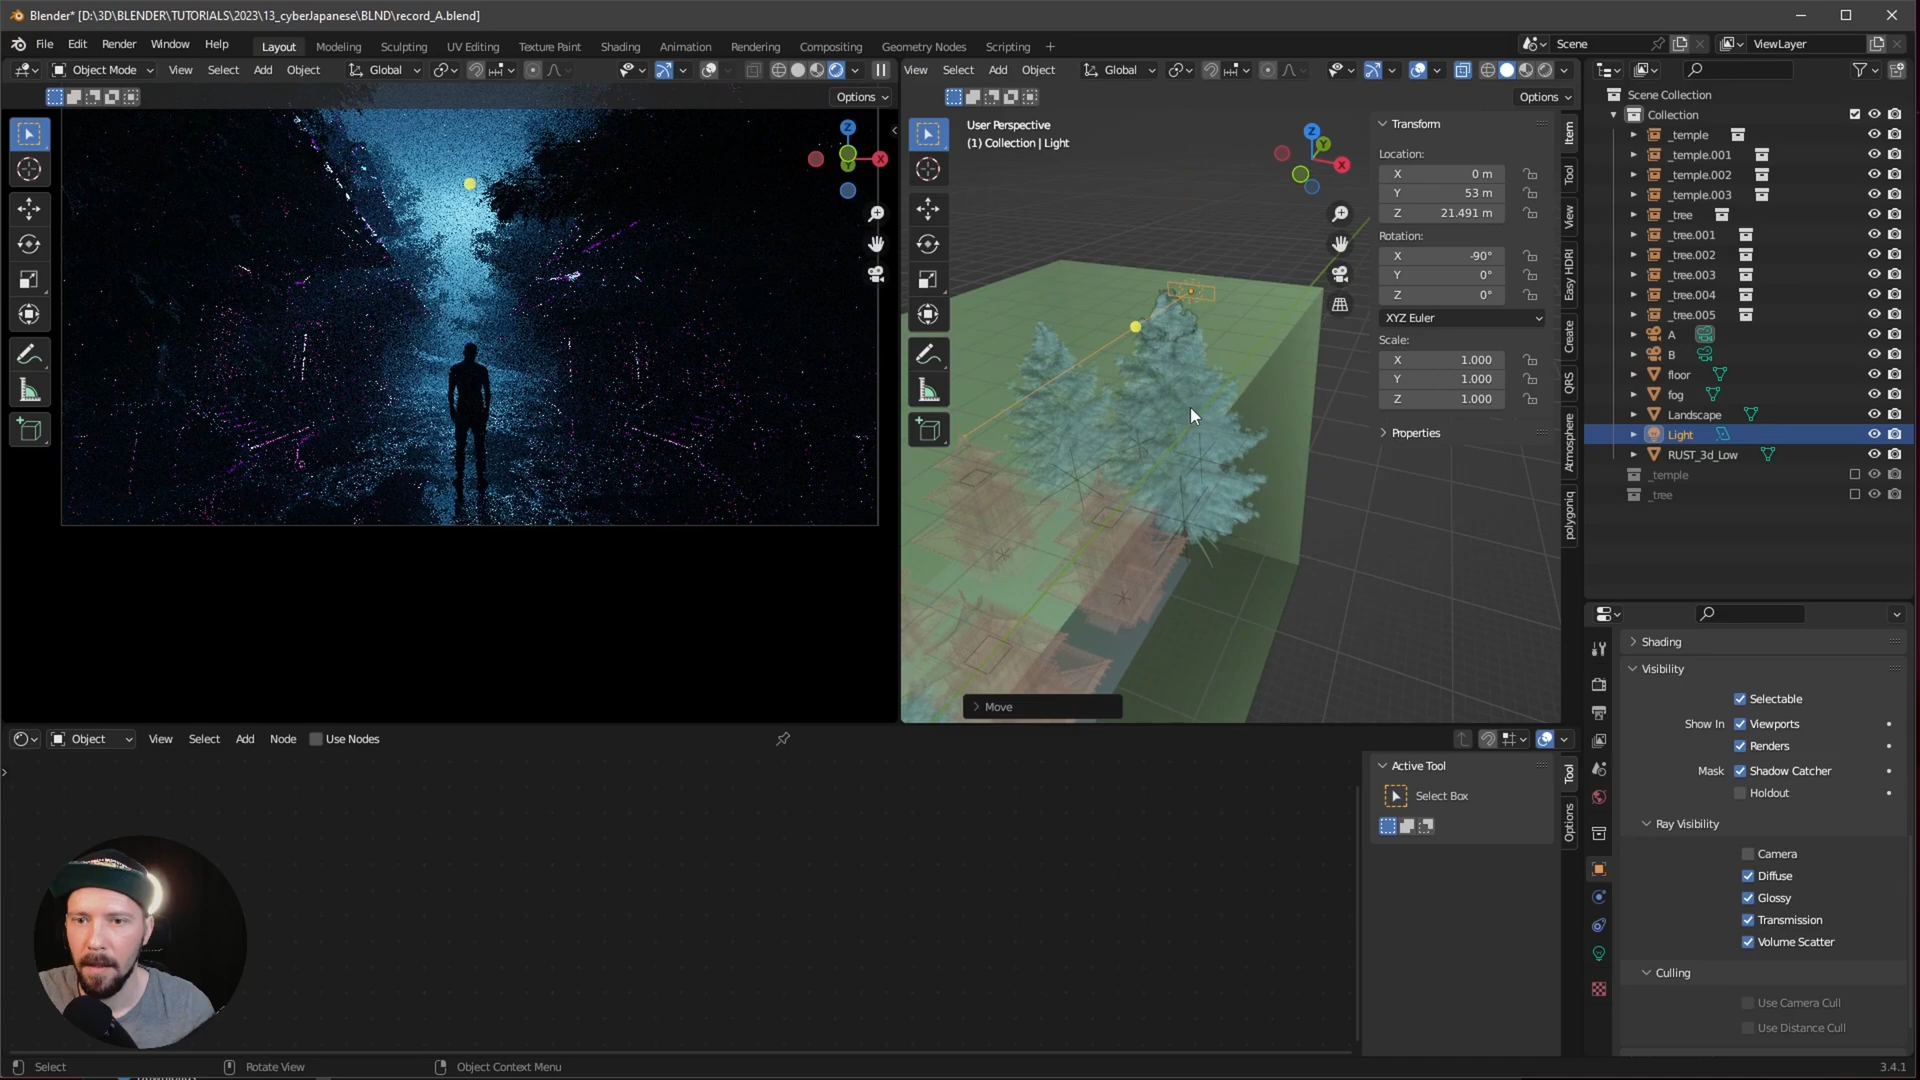 Blender* [D:\3D\BLENDER\TUTORIALS\2023\13_cyberJapanese\BLND\record_A.blend]
File Edit Render Window Help Layout Modeling Sculpting UV Editing Texture Paint Shading Animation Rendering Compositing Geometry Nodes Scripting + Scene ViewLayer
Object Mode View Select Add Object Global View Select Add Object Global
Options Options
Scene Collection
Collection
_temple
_temple.001
_temple.002
_temple.003
_tree
_tree.001
_tree.002
_tree.003
_tree.004
_tree.005
A
B
floor
fog
Landscape
Light
RUST_3d_Low
_temple
_tree
Z
X
Y
User Perspective
(1) Collection | Light
Z
Y
X
Transform
Location:
X 0 m
Y 53 m
Z 21.491 m
Rotation:
X -90°
Y 0°
Z 0°
XYZ Euler
Scale:
X 1.000
Y 1.000
Z 1.000
Properties
Item
Tool
View
Easy HDRI
Create
QRS
Atmosphere
polygoniq
Move
Shading
Visibility
Selectable
Show In Viewports
Renders
Mask Shadow Catcher
Holdout
Ray Visibility
Camera
Diffuse
Glossy
Transmission
Volume Scatter
Culling
Use Camera Cull
Use Distance Cull
Object View Select Add Node Use Nodes
Active Tool
Select Box
Tool
Options
Select Rotate View Object Context Menu 3.4.1